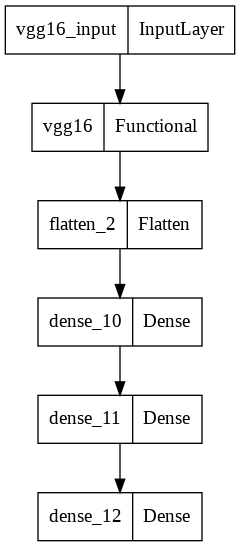 vgg16_input InputLayer
vgg16 Functional
flatten_2 Flatten
dense_10 Dense
dense_11 Dense
dense_12 Dense